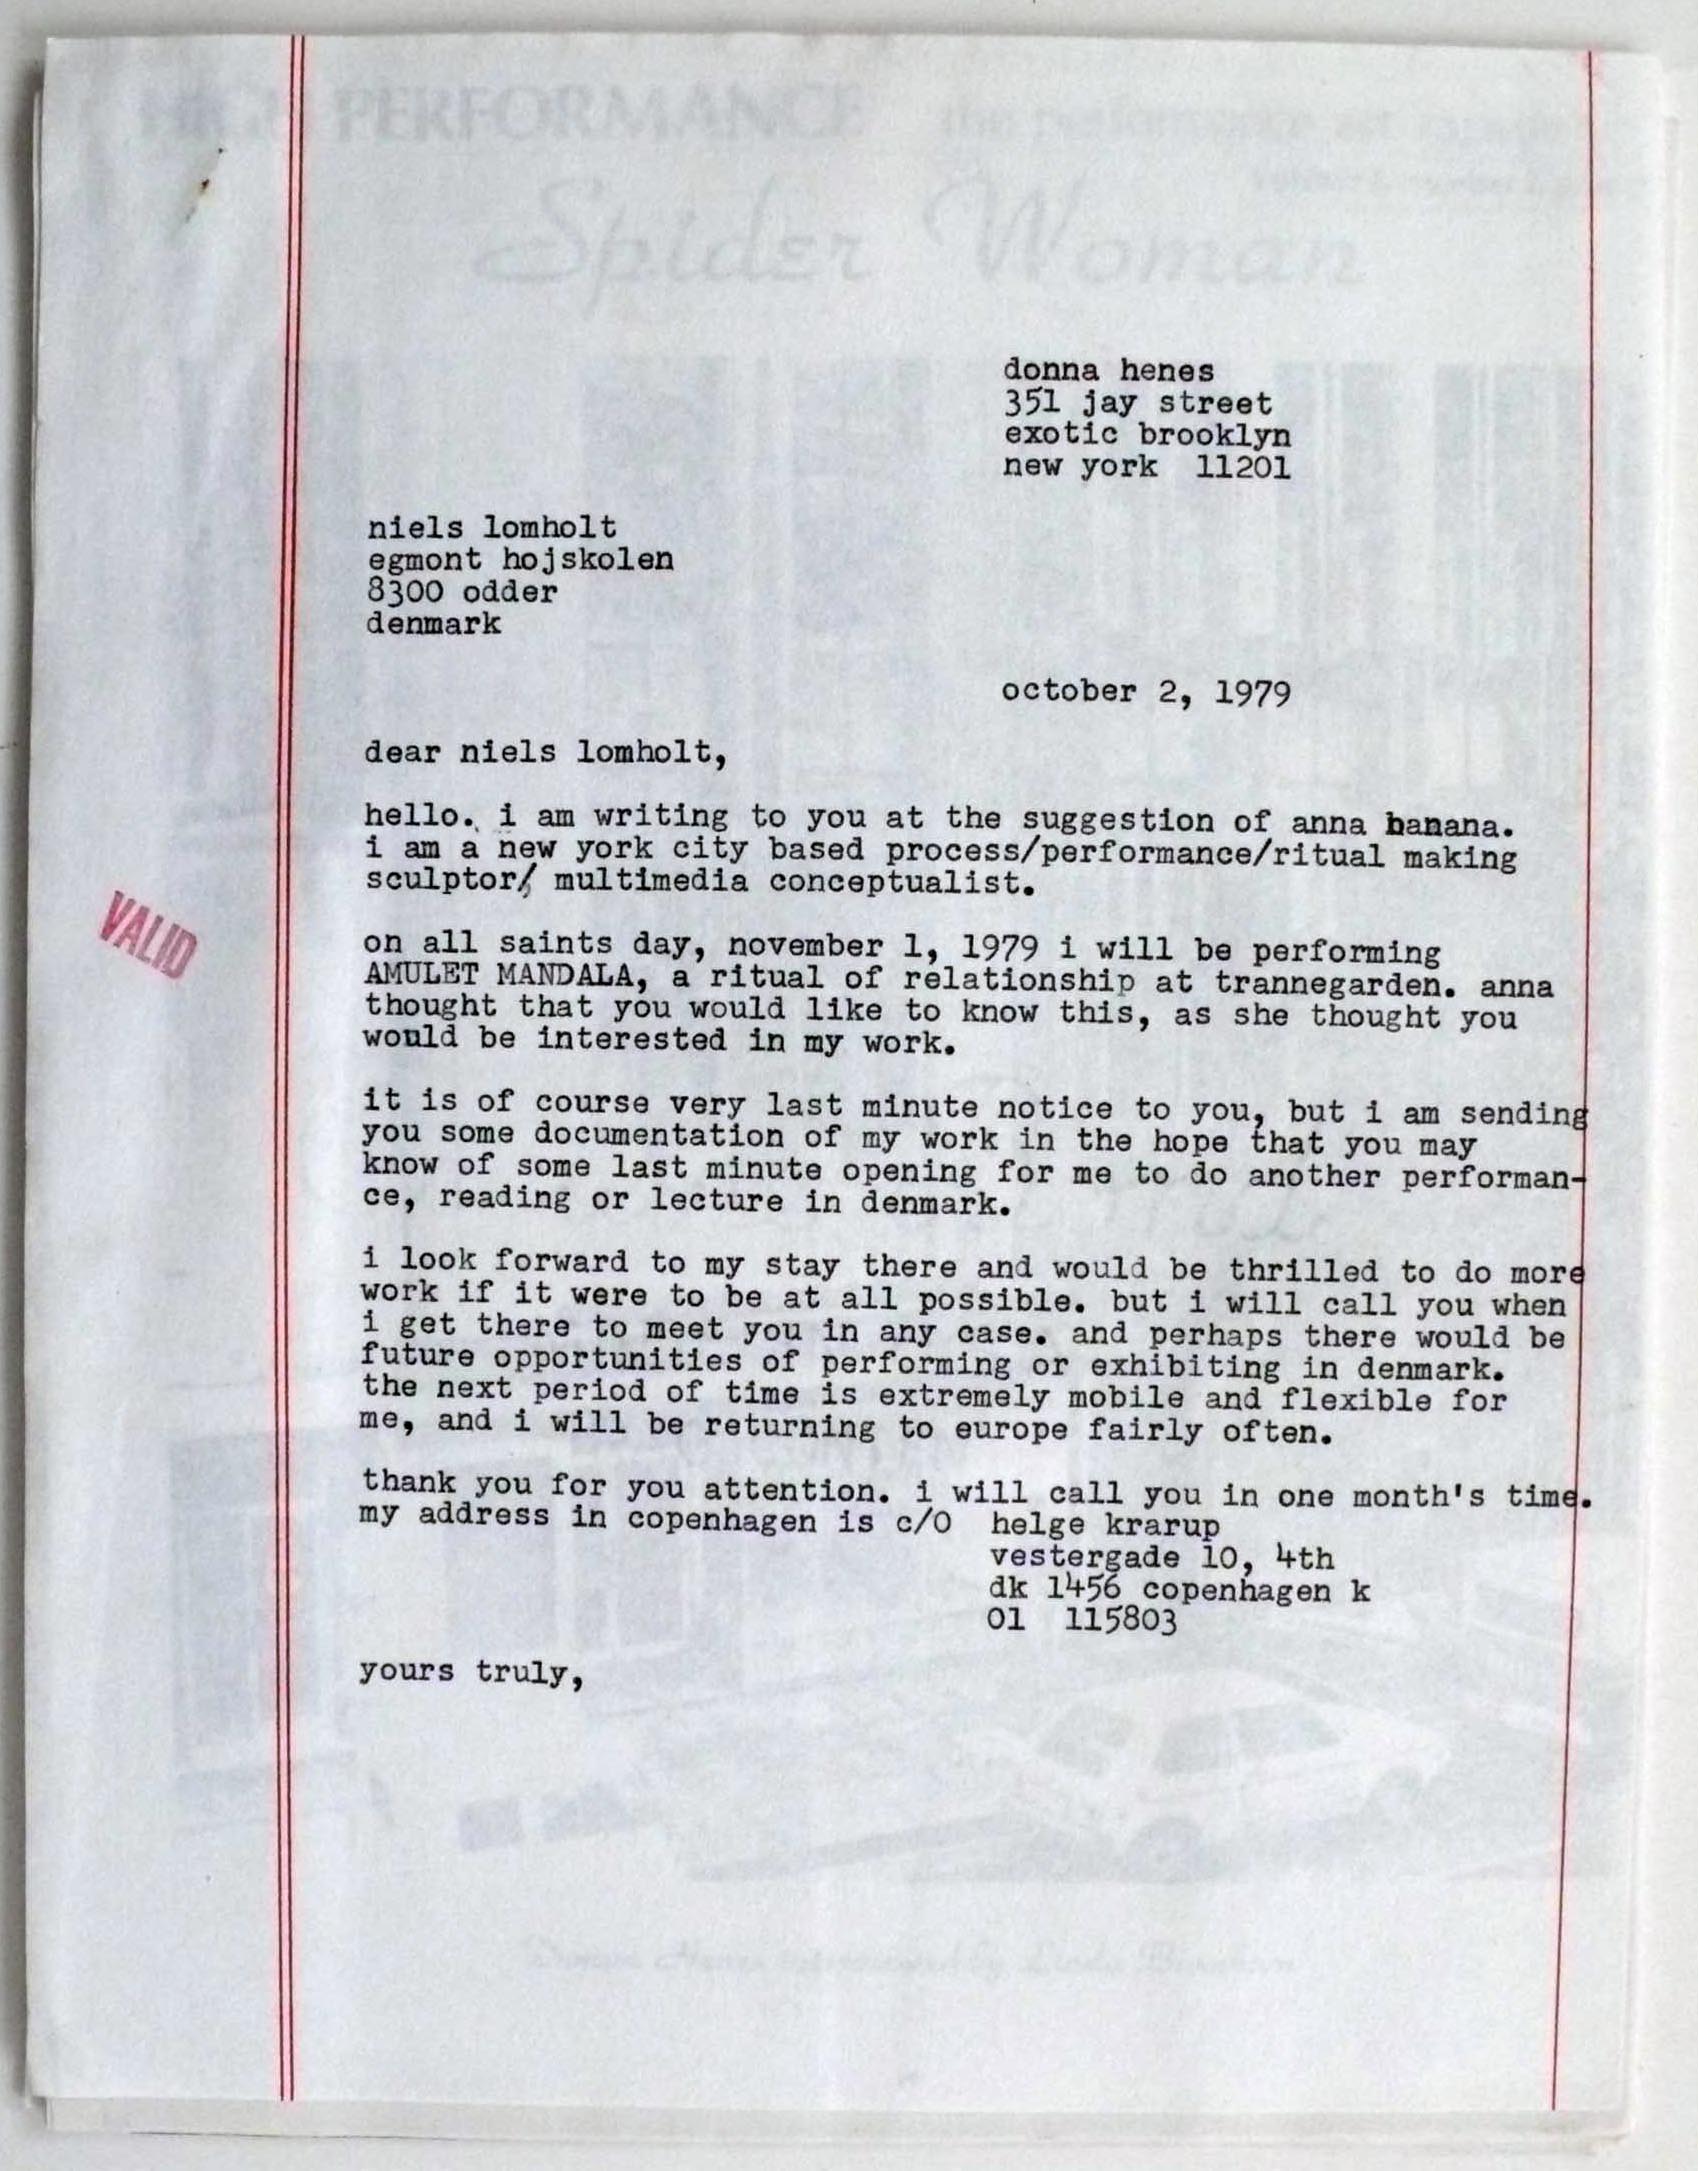 HIGH PERFORMANCE the performance art
Spider Woman
donna henes
351 jay street
exotic brooklyn
new york 11201
niels lomholt
egmont hojskolen
8300 odder
denmark
october 2, 1979
dear niels lomholt,
hello. i am writing to you at the suggestion of anna banana.
i am a new york city based process/performance/ritual making
sculptor/ multimedia conceptualist.
VALID
on all saints day, november 1, 1979 i will be performing
AMULET MANDALA, a ritual of relationship at trannegarden. anna
thought that you would like to know this, as she thought you
would be interested in my work.
it is of course very last minute notice to you, but i am sending
you some documentation of my work in the hope that you may
know of some last minute opening for me to do another performan-
ce, reading or lecture in denmark.
i look forward to my stay there and would be thrilled to do more
work if it were to be at all possible. but i will call you when
i get there to meet you in any case. and perhaps there would be
future opportunities of performing or exhibiting in denmark.
the next period of time is extremely mobile and flexible for
me, and i will be returning to europe fairly often.
thank you for you attention. i will call you in one month's time.
my address in copenhagen is c/O helge krarup
vestergade 10, 4th
dk 1456 copenhagen k
01 115803
yours truly,
Donna Henes interviewed by Linda